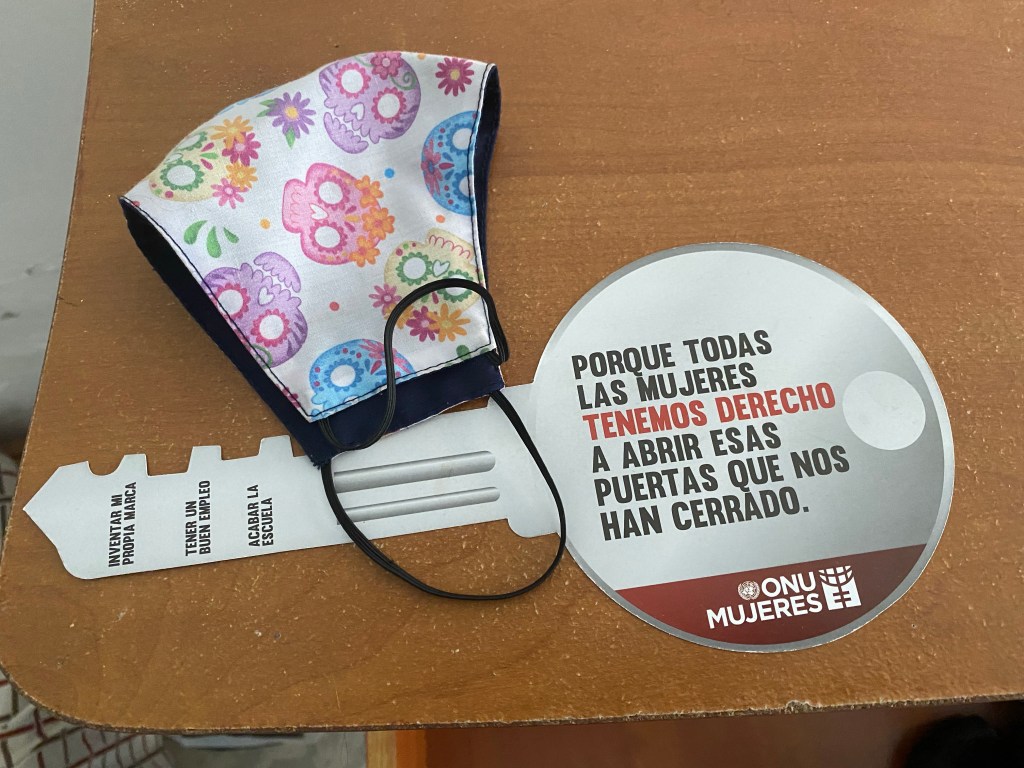 PORQUE TODAS
LAS MUJERES
TENEMOS DERECHO
A ABRIR ESAS
PUERTAS QUE NOS
HAN CERRADO.
ONU
MUJERES
INVENTAR MI
PROPIA MARCA
TENER UN
BUEN EMPLEO
ACABAR LA
ESCUELA